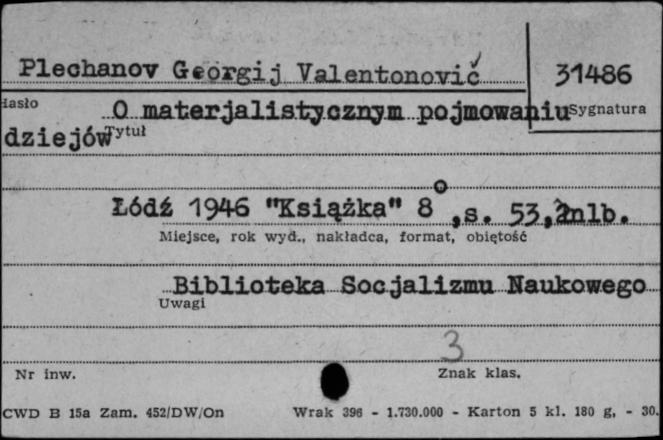 Plechanov Georgij Valentonovič 31486
Hasło O materjalistycznym pojmowaniu Sygnatura
dziejów Tytuł
Łódź 1946 "Książka" 8°, s. 53, 2nlb.
Miejsce, rok wyd., nakładca, format, objętość
Biblioteka Socjalizmu Naukowego
Uwagi
3
Nr inw. Znak klas.
CWD B 15a Zam. 452/DW/On Wrak 396 - 1.730.000 - Karton 5 kl. 180 g, - 30.